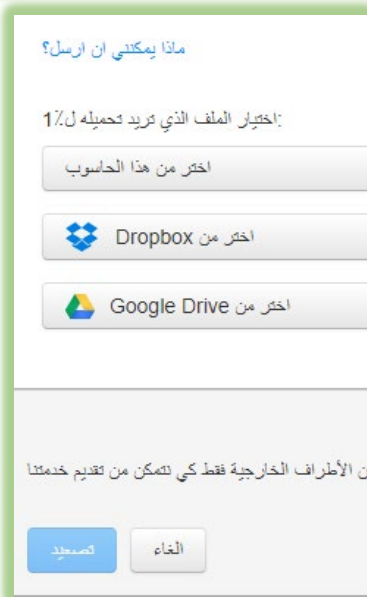 ماذا يمكنني ان ارسل؟
اختيار الملف الذي تريد تحميله ل٪1:
اختر من هذا الحاسوب
اختر من Dropbox
اختر من Google Drive
الأطراف الخارجية فقط كي نتمكن من تقديم خدمتنا
الغاء
تصعيد